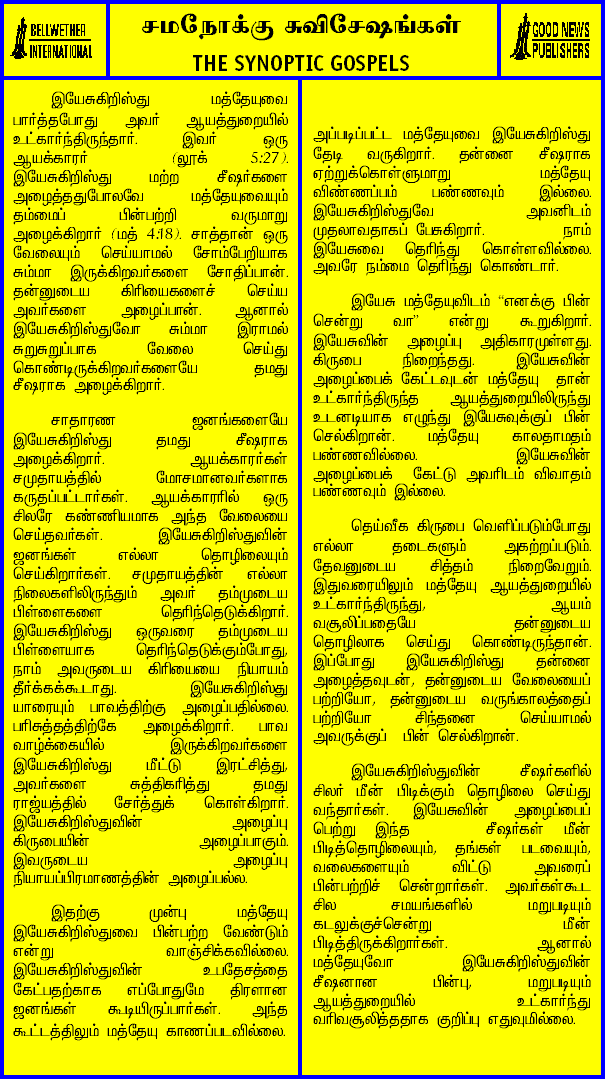 BELLWETHER
INTERNATIONAL
சமநோக்கு சுவிசேஷங்கள்
THE SYNOPTIC GOSPELS
GOOD NEWS
PUBLISHERS
இயேசுகிறிஸ்து மத்தேயுவை
பார்த்தபோது அவர் ஆயத்துறையில்
உட்கார்ந்திருந்தார். இவர் ஒரு
ஆயக்காரர் (லூக் 5:27).
இயேசுகிறிஸ்து மற்ற சீஷர்களை
அழைத்ததுபோலவே மத்தேயுவையும்
தம்மைப் பின்பற்றி வருமாறு
அழைக்கிறார் (மத் 4:18). சாத்தான் ஒரு
வேலையும் செய்யாமல் சோம்பேறியாக
சும்மா இருக்கிறவர்களை சோதிப்பான்.
தன்னுடைய கிரியைகளைச் செய்ய
அவர்களை அழைப்பான். ஆனால்
இயேசுகிறிஸ்துவோ சும்மா இராமல்
சுறுசுறுப்பாக வேலை செய்து
கொண்டிருக்கிறவர்களையே தமது
சீஷராக அழைக்கிறார்.
சாதாரண ஜனங்களையே
இயேசுகிறிஸ்து தமது சீஷராக
அழைக்கிறார். ஆயக்காரர்கள்
சமுதாயத்தில் மோசமானவர்களாக
கருதப்பட்டார்கள். ஆயக்காரரில் ஒரு
சிலரே கண்ணியமாக அந்த வேலையை
செய்தவர்கள். இயேசுகிறிஸ்துவின்
ஜனங்கள் எல்லா தொழிலையும்
செய்கிறார்கள். சமுதாயத்தின் எல்லா
நிலைகளிலிருந்தும் அவர் தம்முடைய
பிள்ளைகளை தெரிந்தெடுக்கிறார்.
இயேசுகிறிஸ்து ஒருவரை தம்முடைய
பிள்ளையாக தெரிந்தெடுக்கும்போது,
நாம் அவருடைய கிரியையை நியாயம்
தீர்க்கக்கூடாது. இயேசுகிறிஸ்து
யாரையும் பாவத்திற்கு அழைப்பதில்லை.
பரிசுத்தத்திற்கே அழைக்கிறார். பாவ
வாழ்க்கையில் இருக்கிறவர்களை
இயேசுகிறிஸ்து மீட்டு இரட்சித்து,
அவர்களை சுத்திகரித்து தமது
ராஜ்யத்தில் சேர்த்துக் கொள்கிறார்.
இயேசுகிறிஸ்துவின் அழைப்பு
கிருபையின் அழைப்பாகும்.
இவருடைய அழைப்பு
நியாயப்பிரமாணத்தின் அழைப்பல்ல.
இதற்கு முன்பு மத்தேயு
இயேசுகிறிஸ்துவை பின்பற்ற வேண்டும்
என்று வாஞ்சிக்கவில்லை.
இயேசுகிறிஸ்துவின் உபதேசத்தை
கேட்பதற்காக எப்போதுமே திரளான
ஜனங்கள் கூடியிருப்பார்கள். அந்த
கூட்டத்திலும் மத்தேயு காணப்படவில்லை.
அப்படிப்பட்ட மத்தேயுவை இயேசுகிறிஸ்து
தேடி வருகிறார். தன்னை சீஷராக
ஏற்றுக்கொள்ளுமாறு மத்தேயு
விண்ணப்பம் பண்ணவும் இல்லை.
இயேசுகிறிஸ்துவே அவனிடம்
முதலாவதாகப் பேசுகிறார். நாம்
இயேசுவை தெரிந்து கொள்ளவில்லை.
அவரே நம்மை தெரிந்து கொண்டார்.
இயேசு மத்தேயுவிடம் “எனக்கு பின்
சென்று வா” என்று கூறுகிறார்.
இயேசுவின் அழைப்பு அதிகாரமுள்ளது.
கிருபை நிறைந்தது. இயேசுவின்
அழைப்பைக் கேட்டவுடன் மத்தேயு தான்
உட்கார்ந்திருந்த ஆயத்துறையிலிருந்து
உடனடியாக எழுந்து இயேசுவுக்குப் பின்
செல்கிறான். மத்தேயு காலதாமதம்
பண்ணவில்லை. இயேசுவின்
அழைப்பைக் கேட்டு அவரிடம் விவாதம்
பண்ணவும் இல்லை.
தெய்வீக கிருபை வெளிப்படும்போது
எல்லா தடைகளும் அகற்றப்படும்.
தேவனுடைய சித்தம் நிறைவேறும்.
இதுவரையிலும் மத்தேயு ஆயத்துறையில்
உட்கார்ந்திருந்து, ஆயம்
வசூலிப்பதையே தன்னுடைய
தொழிலாக செய்து கொண்டிருந்தான்.
இப்போது இயேசுகிறிஸ்து தன்னை
அழைத்தவுடன், தன்னுடைய வேலையைப்
பற்றியோ, தன்னுடைய வருங்காலத்தைப்
பற்றியோ சிந்தனை செய்யாமல்
அவருக்குப் பின் செல்கிறான்.
இயேசுகிறிஸ்துவின் சீஷர்களில்
சிலர் மீன் பிடிக்கும் தொழிலை செய்து
வந்தார்கள். இயேசுவின் அழைப்பைப்
பெற்று இந்த சீஷர்கள் மீன்
பிடித்தொழிலையும், தங்கள் படவையும்,
வலைகளையும் விட்டு அவரைப்
பின்பற்றிச் சென்றார்கள். அவர்கள்கூட
சில சமயங்களில் மறுபடியும்
கடலுக்குச்சென்று மீன்
பிடித்திருக்கிறார்கள். ஆனால்
மத்தேயுவோ இயேசுகிறிஸ்துவின்
சீஷனான பின்பு, மறுபடியும்
ஆயத்துறையில் உட்கார்ந்து
வரிவசூலித்ததாக குறிப்பு எதுவுமில்லை.